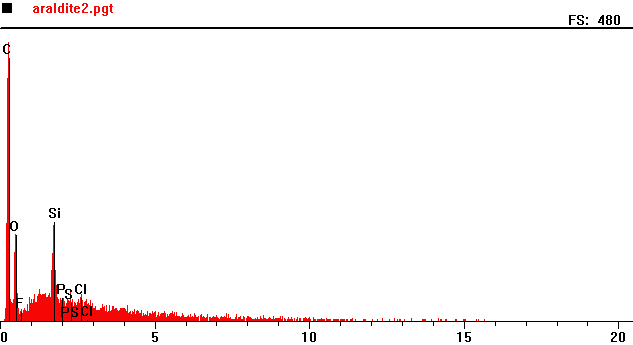 araldite2.pgt
FS: 480
C
Si
O
P S Cl
F
P S Cl
0 5 10 15 20